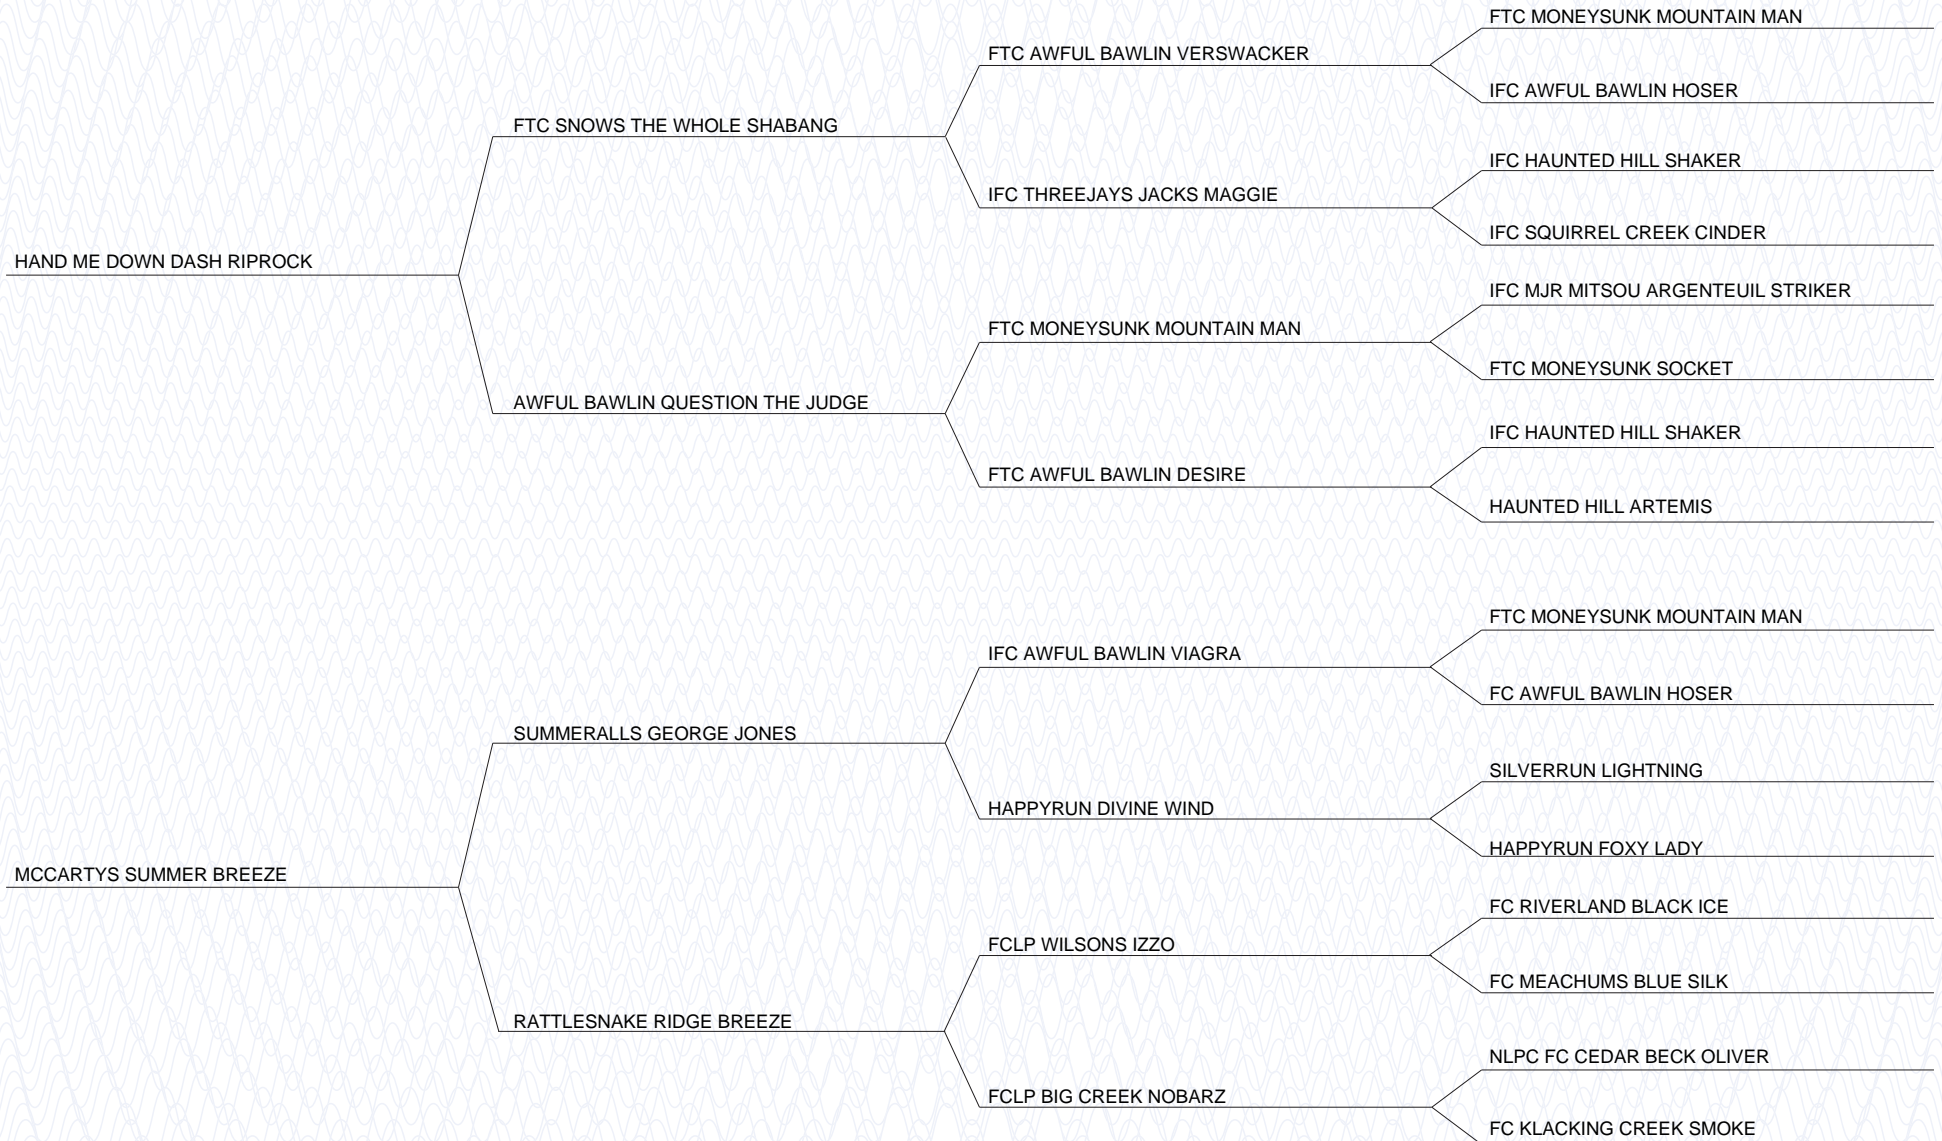 FTC MONEYSUNK MOUNTAIN MAN
FTC AWFUL BAWLIN VERSWACKER
IFC AWFUL BAWLIN HOSER
FTC SNOWS THE WHOLE SHABANG
IFC HAUNTED HILL SHAKER
IFC THREEJAYS JACKS MAGGIE
IFC SQUIRREL CREEK CINDER
HAND ME DOWN DASH RIPROCK
IFC MJR MITSOU ARGENTEUIL STRIKER
FTC MONEYSUNK MOUNTAIN MAN
FTC MONEYSUNK SOCKET
AWFUL BAWLIN QUESTION THE JUDGE
IFC HAUNTED HILL SHAKER
FTC AWFUL BAWLIN DESIRE
HAUNTED HILL ARTEMIS
FTC MONEYSUNK MOUNTAIN MAN
IFC AWFUL BAWLIN VIAGRA
FC AWFUL BAWLIN HOSER
SUMMERALLS GEORGE JONES
SILVERRUN LIGHTNING
HAPPYRUN DIVINE WIND
HAPPYRUN FOXY LADY
MCCARTYS SUMMER BREEZE
FC RIVERLAND BLACK ICE
FCLP WILSONS IZZO
FC MEACHUMS BLUE SILK
RATTLESNAKE RIDGE BREEZE
NLPC FC CEDAR BECK OLIVER
FCLP BIG CREEK NOBARZ
FC KLACKING CREEK SMOKE